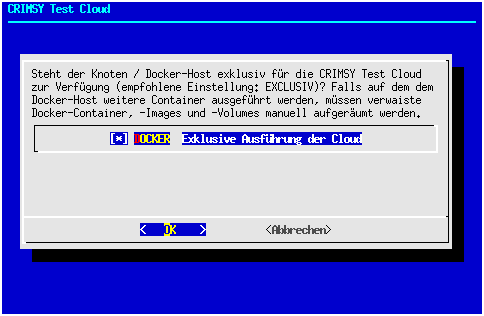 CRIMSY Test Cloud
Steht der Knoten / Docker-Host exklusiv für die CRIMSY Test Cloud
zur Verfügung (empfohlene Einstellung: EXCLUSIV)? Falls auf dem dem
Docker-Host weitere Container ausgeführt werden, müssen verwaiste
Docker-Container, -Images und -Volumes manuell aufgeräumt werden.
[*] DOCKER Exklusive Ausführung der Cloud
< OK > <Abbrechen>